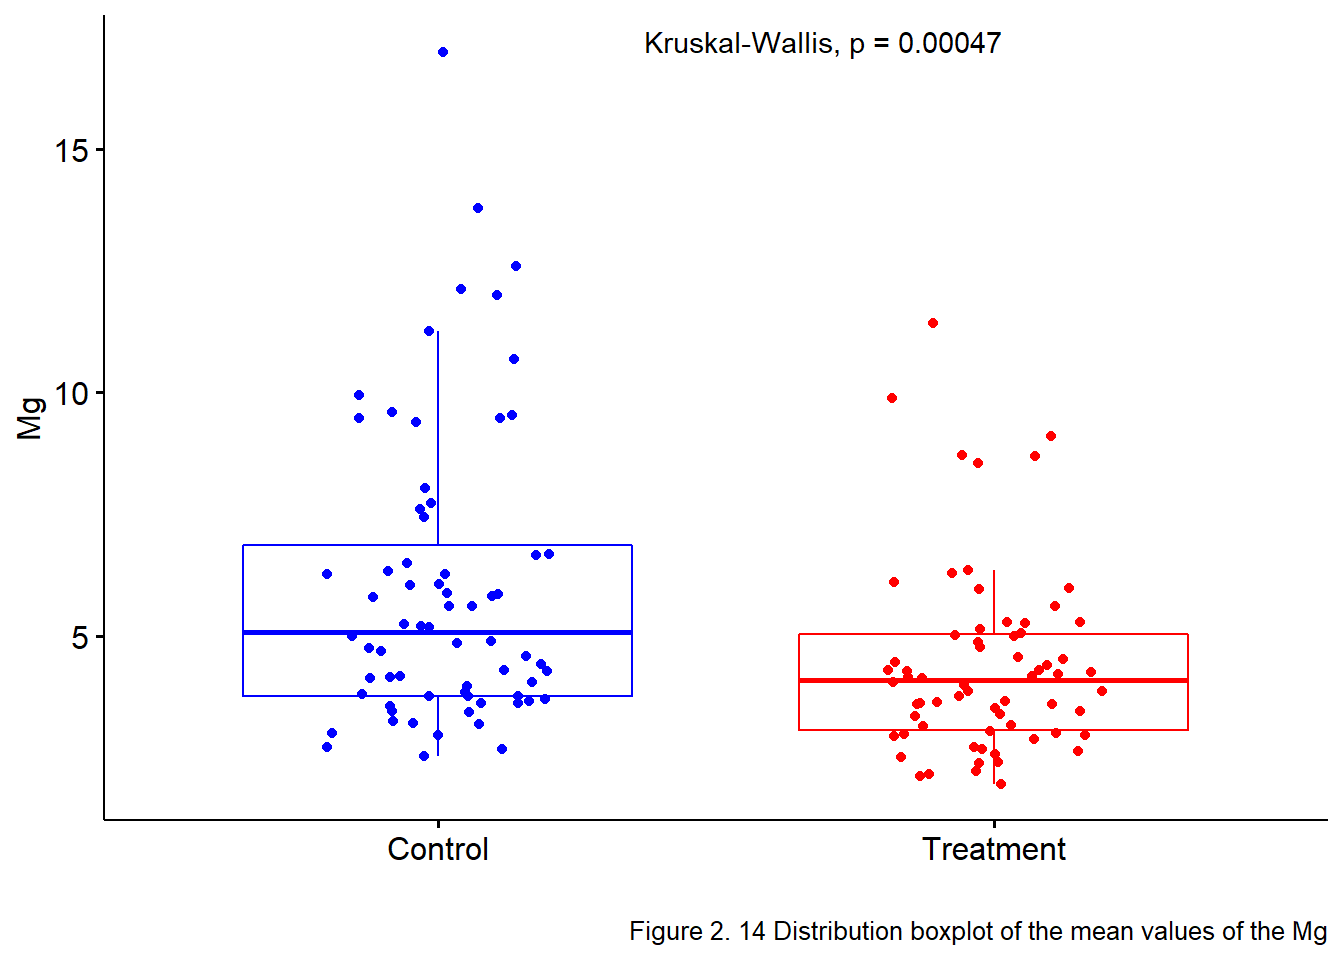 Kruskal-Wallis, p = 0.00047
15
10
5
Mg
Control
Treatment
Figure 2. 14 Distribution boxplot of the mean values of the Mg